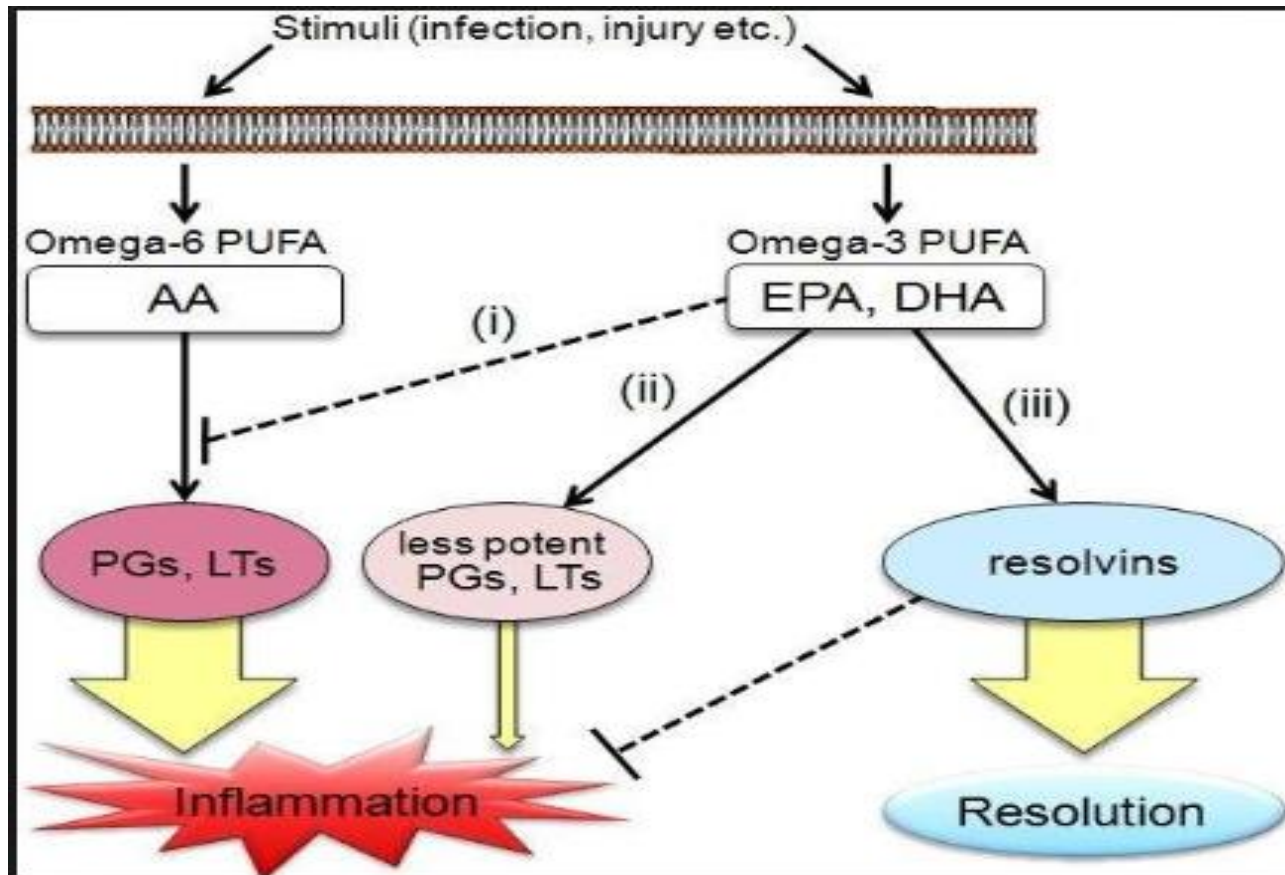 Stimuli (infection, injury etc.)
Omega-6 PUFA
AA
Omega-3 PUFA
EPA, DHA
(i)
(ii)
(iii)
PGs, LTs
less potent
PGs, LTs
resolvins
Inflammation
Resolution